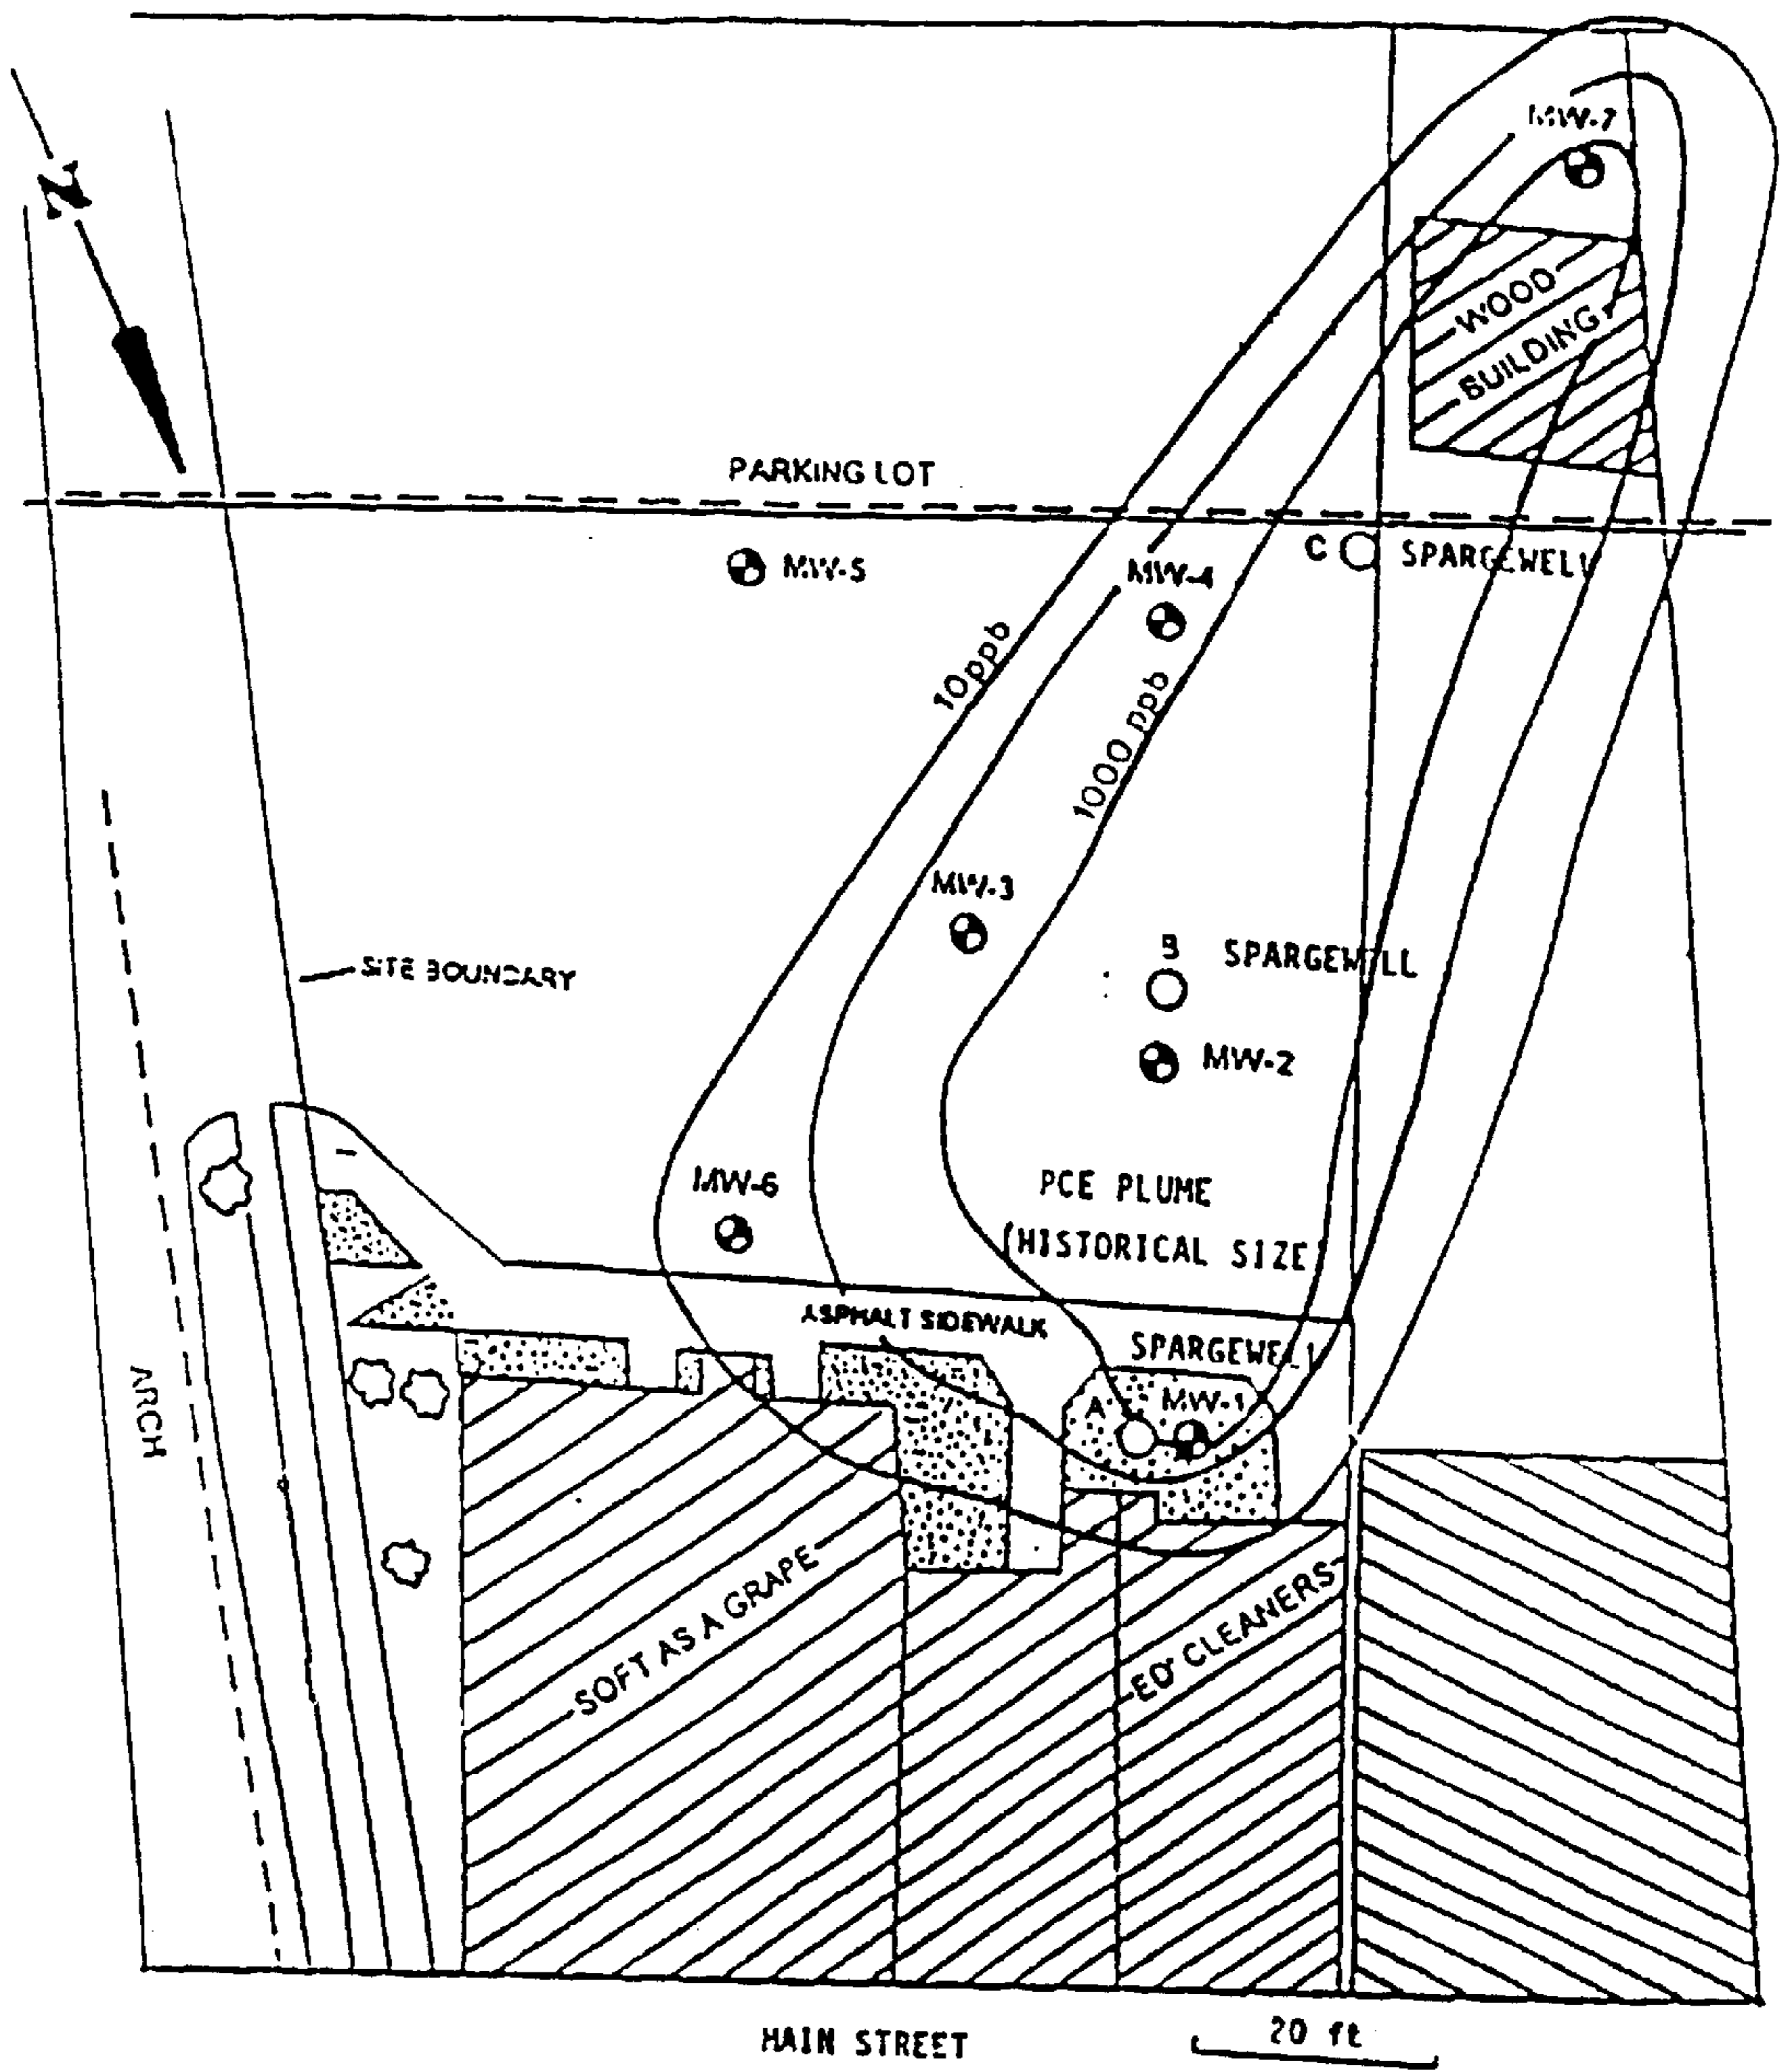 N
MW-7
WOOD
BUILDING
PARKING LOT
C SPARGEWELL
MW-5
MW-4
10ppb
1000 ppb
MW-3
B SPARGEWELL
SITE BOUNDARY
MW-2
MW-6
PCE PLUME
(HISTORICAL SIZE)
ASPHALT SIDEWALK
SPARGEWELL
A MW-1
ARCH
SOFT AS A GRAPE
ED' CLEANERS
MAIN STREET
20 ft